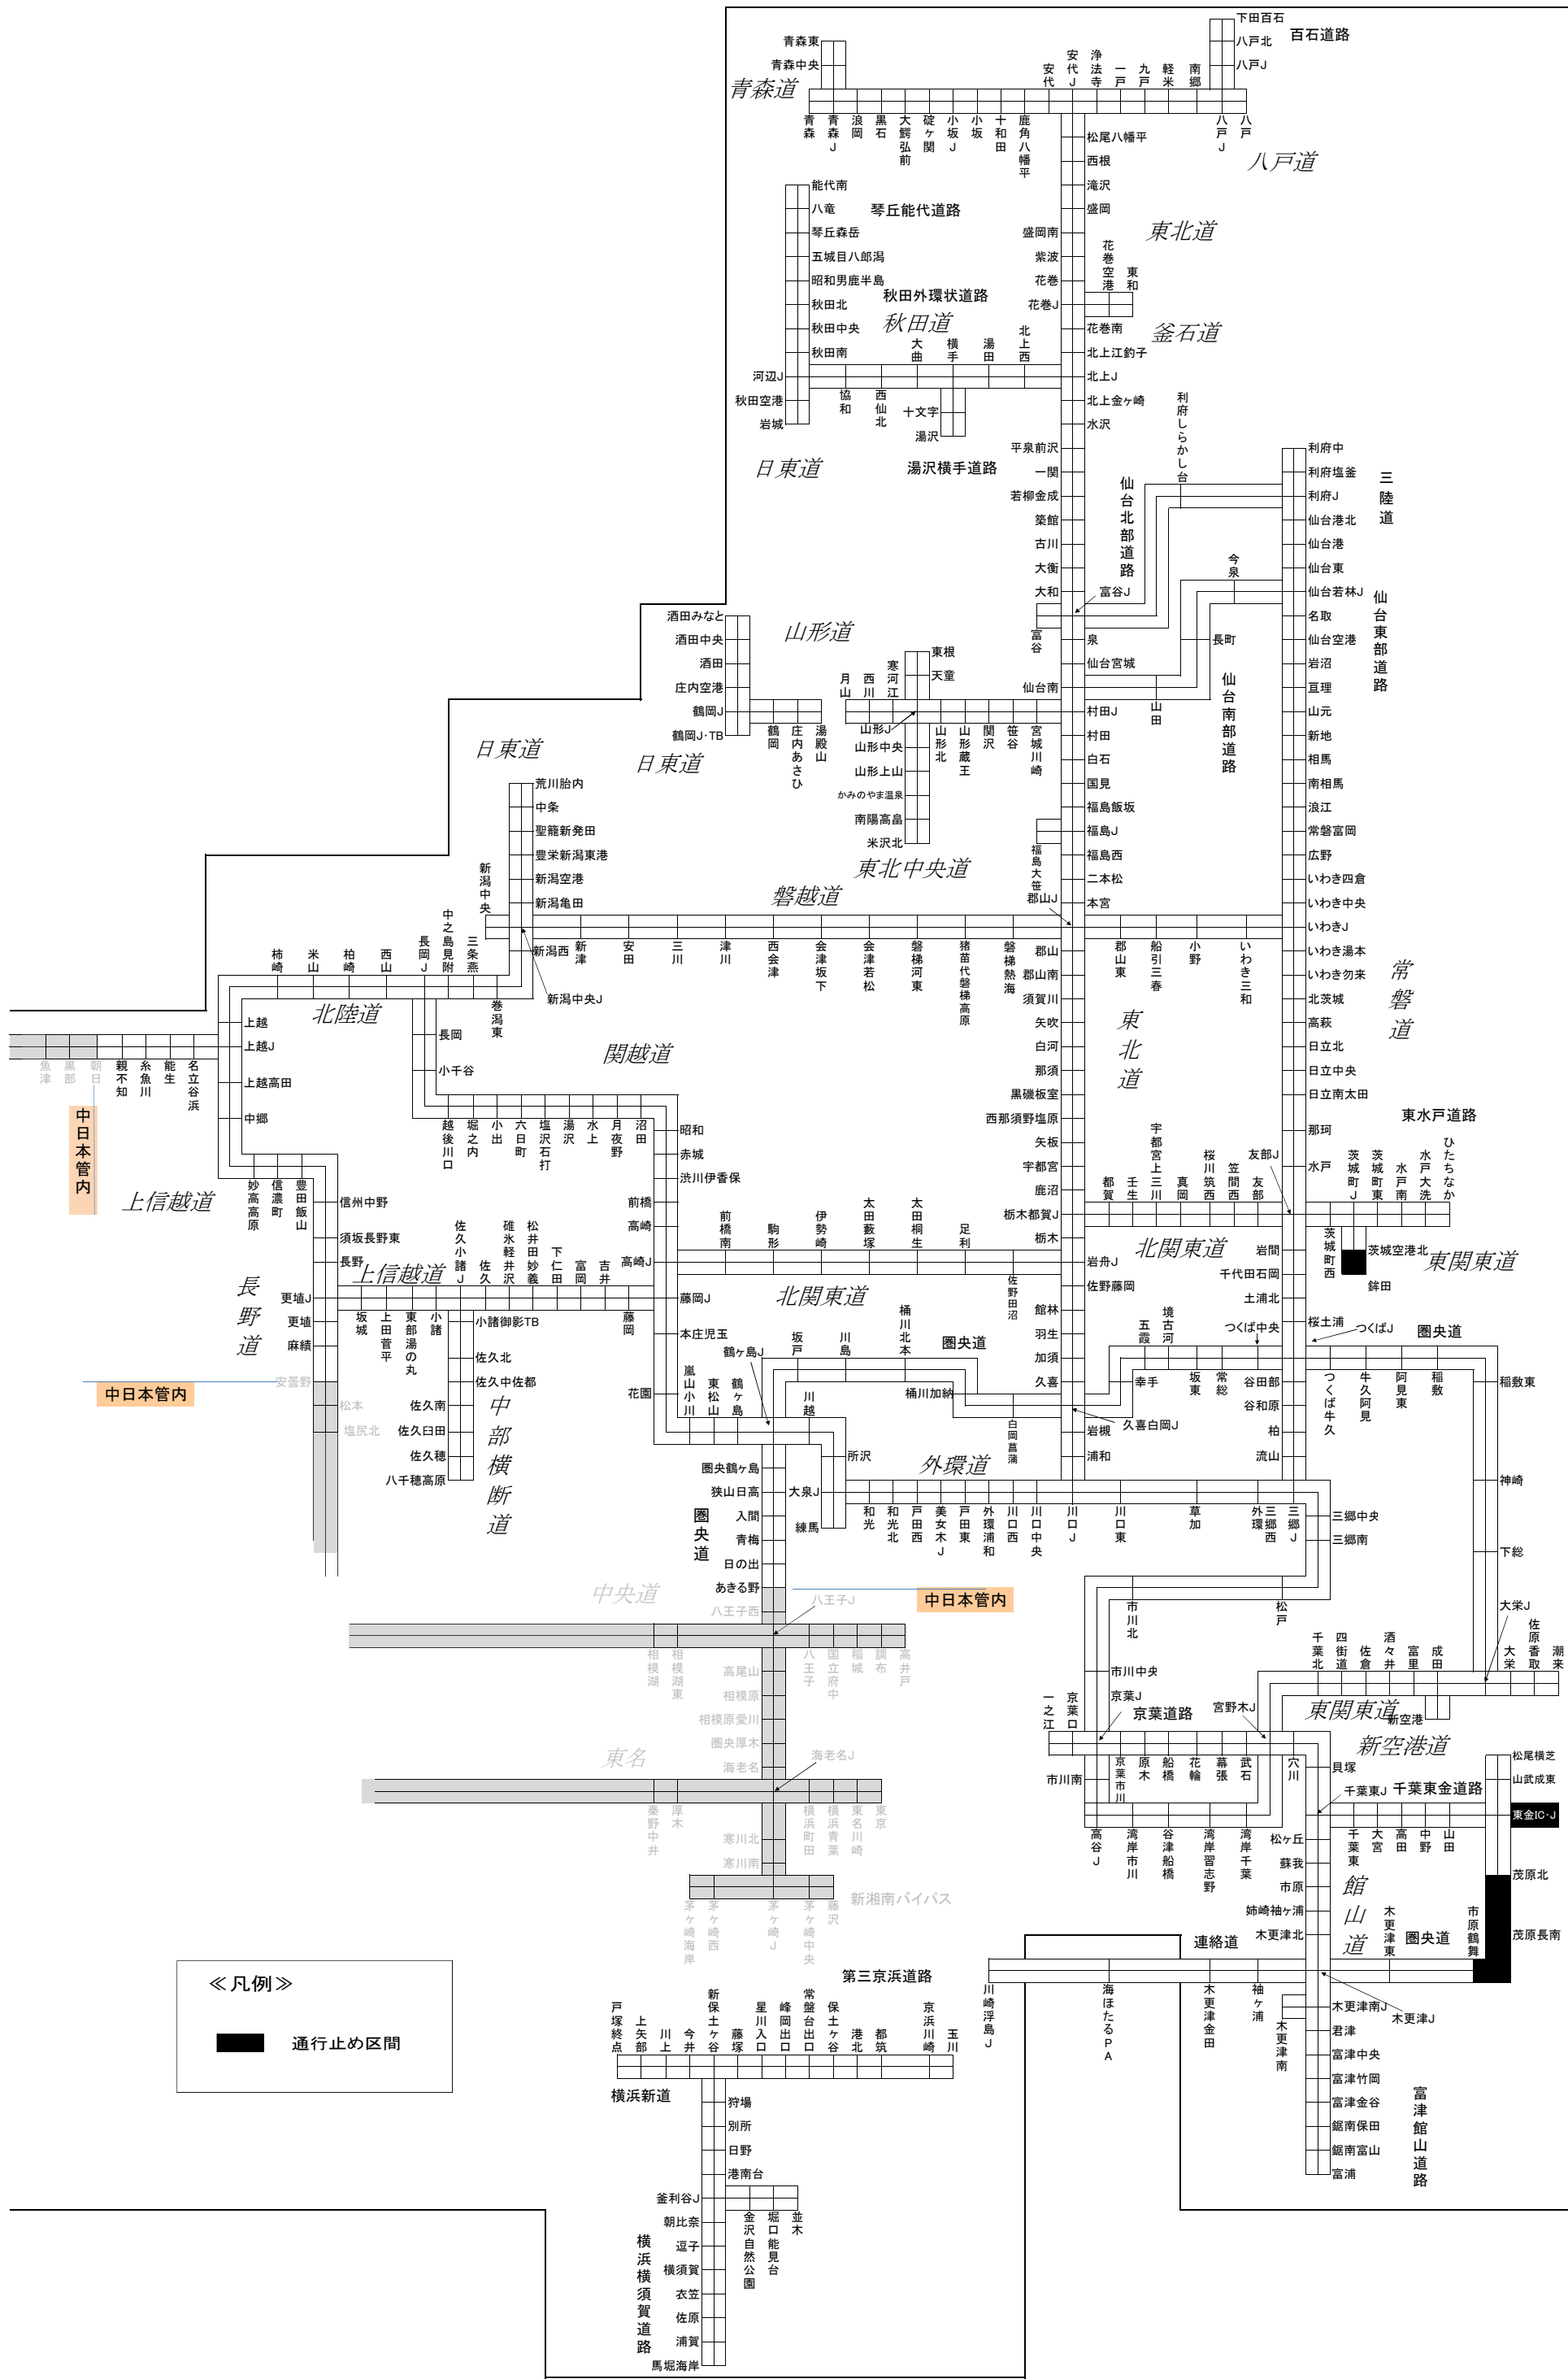 下田百石
八戸北
八戸J
百石道路
青森東
青森中央
青森道
安代
安代J
浄法寺
一戸
九戸
軽米
南郷
青森
青森J
浪岡
黒石
大鰐弘前
碇ヶ関
小坂J
小坂
十和田
鹿角八幡平
八戸J
八戸
八戸道
松尾八幡平
西根
滝沢
盛岡
東北道
能代南
八竜
琴丘森岳
五城目八郎潟
昭和男鹿半島
秋田北
秋田中央
秋田南
河辺J
秋田空港
岩城
琴丘能代道路
秋田外環状道路
秋田道
盛岡南
紫波
花巻
花巻J
花巻空港
東和
釜石道
花巻南
北上江釣子
北上J
北上金ヶ崎
水沢
大曲
横手
湯田
北上西
協和
西仙北
十文字
湯沢
日東道
湯沢横手道路
平泉前沢
一関
若柳金成
築館
古川
大衡
大和
富谷J
富谷
泉
仙台宮城
仙台南
仙台北部道路
利府しらかし台
利府中
利府塩釜
利府J
仙台港北
仙台港
仙台東
仙台若林J
名取
仙台空港
岩沼
亘理
山元
新地
相馬
南相馬
浪江
常磐富岡
広野
いわき四倉
いわき中央
いわきJ
いわき湯本
いわき勿来
北茨城
高萩
日立北
日立中央
日立南太田
那珂
水戸
三陸道
仙台東部道路
今泉
長町
山田
仙台南部道路
酒田みなと
酒田中央
酒田
庄内空港
鶴岡J
鶴岡J・TB
山形道
鶴岡
庄内あさひ
湯殿山
日東道
月山
西川
寒河江
東根
天童
山形J
山形中央
山形上山
かみのやま温泉
南陽高畠
米沢北
山形北
山形蔵王
関沢
笹谷
宮城川崎
東北中央道
村田J
村田
白石
国見
福島飯坂
福島J
福島西
二本松
本宮
福島大笹
郡山J
日東道
荒川胎内
中条
聖籠新発田
豊栄新潟東港
新潟空港
新潟亀田
新潟西
新潟中央
新潟中央J
磐越道
新津
安田
三川
津川
西会津
会津坂下
会津若松
磐梯河東
猪苗代磐梯高原
磐梯熱海
郡山東
船引三春
小野
いわき三和
郡山
郡山南
須賀川
矢吹
白河
那須
黒磯板室
西那須野塩原
矢板
宇都宮
鹿沼
栃木都賀J
栃木
岩舟J
佐野藤岡
館林
羽生
加須
久喜
久喜白岡J
岩槻
浦和
東北道
常磐道
柿崎
米山
柏崎
西山
長岡J
中之島見附
三条燕
巻潟東
北陸道
上越
上越J
上越高田
中郷
魚津
黒部
朝日
親不知
糸魚川
能生
名立谷浜
中日本管内
上信越道
妙高高原
信濃町
豊田飯山
長岡
小千谷
関越道
越後川口
堀之内
小出
六日町
塩沢石打
湯沢
水上
月夜野
沼田
昭和
赤城
渋川伊香保
前橋
高崎
高崎J
藤岡J
本庄児玉
花園
信州中野
須坂長野東
長野
更埴J
更埴
麻績
安曇野
松本
塩尻北
長野道
中日本管内
上信越道
坂城
上田菅平
東部湯の丸
小諸
佐久小諸J
佐久
碓氷軽井沢
松井田妙義
下仁田
富岡
吉井
藤岡
小諸御影TB
佐久北
佐久中佐都
佐久南
佐久臼田
佐久穂
八千穂高原
中部横断道
前橋南
駒形
伊勢崎
太田藪塚
太田桐生
足利
佐野田沼
北関東道
都賀
壬生
宇都宮上三川
真岡
桜川筑西
笠間西
友部
友部J
北関東道
東水戸道路
茨城町西
茨城町J
茨城町東
水戸南
水戸大洗
ひたちなか
茨城空港北
鉾田
東関東道
岩間
千代田石岡
土浦北
桜土浦
つくばJ
谷田部
谷和原
柏
流山
嵐山小川
東松山
鶴ヶ島
鶴ヶ島J
川越
所沢
大泉J
練馬
坂戸
川島
桶川北本
圏央道
桶川加納
白岡菖蒲
幸手
五霞
境古河
坂東
常総
つくば中央
圏央道
つくば牛久
牛久阿見
阿見東
稲敷
稲敷東
神崎
下総
大栄J
圏央鶴ヶ島
狭山日高
入間
青梅
日の出
あきる野
八王子西
圏央道
外環道
和光
和光北
戸田西
美女木J
戸田東
外環浦和
川口西
川口中央
川口J
川口東
草加
外環三郷西
三郷J
三郷中央
三郷南
松戸
市川北
市川中央
京葉J
市川南
中日本管内
中央道
八王子J
相模湖
相模湖東
八王子
国立府中
稲城
調布
高井戸
高尾山
相模原
相模原愛川
圏央厚木
海老名
東名
海老名J
秦野中井
厚木
横浜町田
横浜青葉
東名川崎
東京
寒川北
寒川南
新湘南バイパス
茅ヶ崎海岸
茅ヶ崎西
茅ヶ崎J
茅ヶ崎中央
藤沢
一之江
京葉口
京葉道路
宮野木J
京葉市川
原木
船橋
花輪
幕張
武石
穴川
貝塚
千葉東J
高谷J
湾岸市川
谷津船橋
湾岸習志野
湾岸千葉
千葉北
四街道
佐倉
酒々井
富里
成田
大栄
佐原香取
潮来
東関東道
新空港
新空港道
松尾横芝
山武成東
東金IC・J
茂原北
茂原長南
千葉東金道路
千葉東
大宮
高田
中野
山田
松ヶ丘
蘇我
市原
姉崎袖ヶ浦
木更津北
館山道
木更津東
圏央道
市原鶴舞
連絡道
川崎浮島J
海ほたるPA
木更津金田
袖ヶ浦
木更津J
木更津南J
木更津南
君津
富津中央
富津竹岡
富津金谷
鋸南保田
鋸南富山
富浦
富津館山道路
≪凡例≫
通行止め区間
第三京浜道路
戸塚終点
上矢部
川上
今井
新保土ヶ谷
藤塚
星川入口
峰岡出口
常盤台出口
保土ヶ谷
港北
都筑
京浜川崎
玉川
横浜新道
狩場
別所
日野
港南台
釜利谷J
朝比奈
逗子
横須賀
衣笠
佐原
浦賀
馬堀海岸
金沢自然公園
堀口能見台
並木
横浜横須賀道路